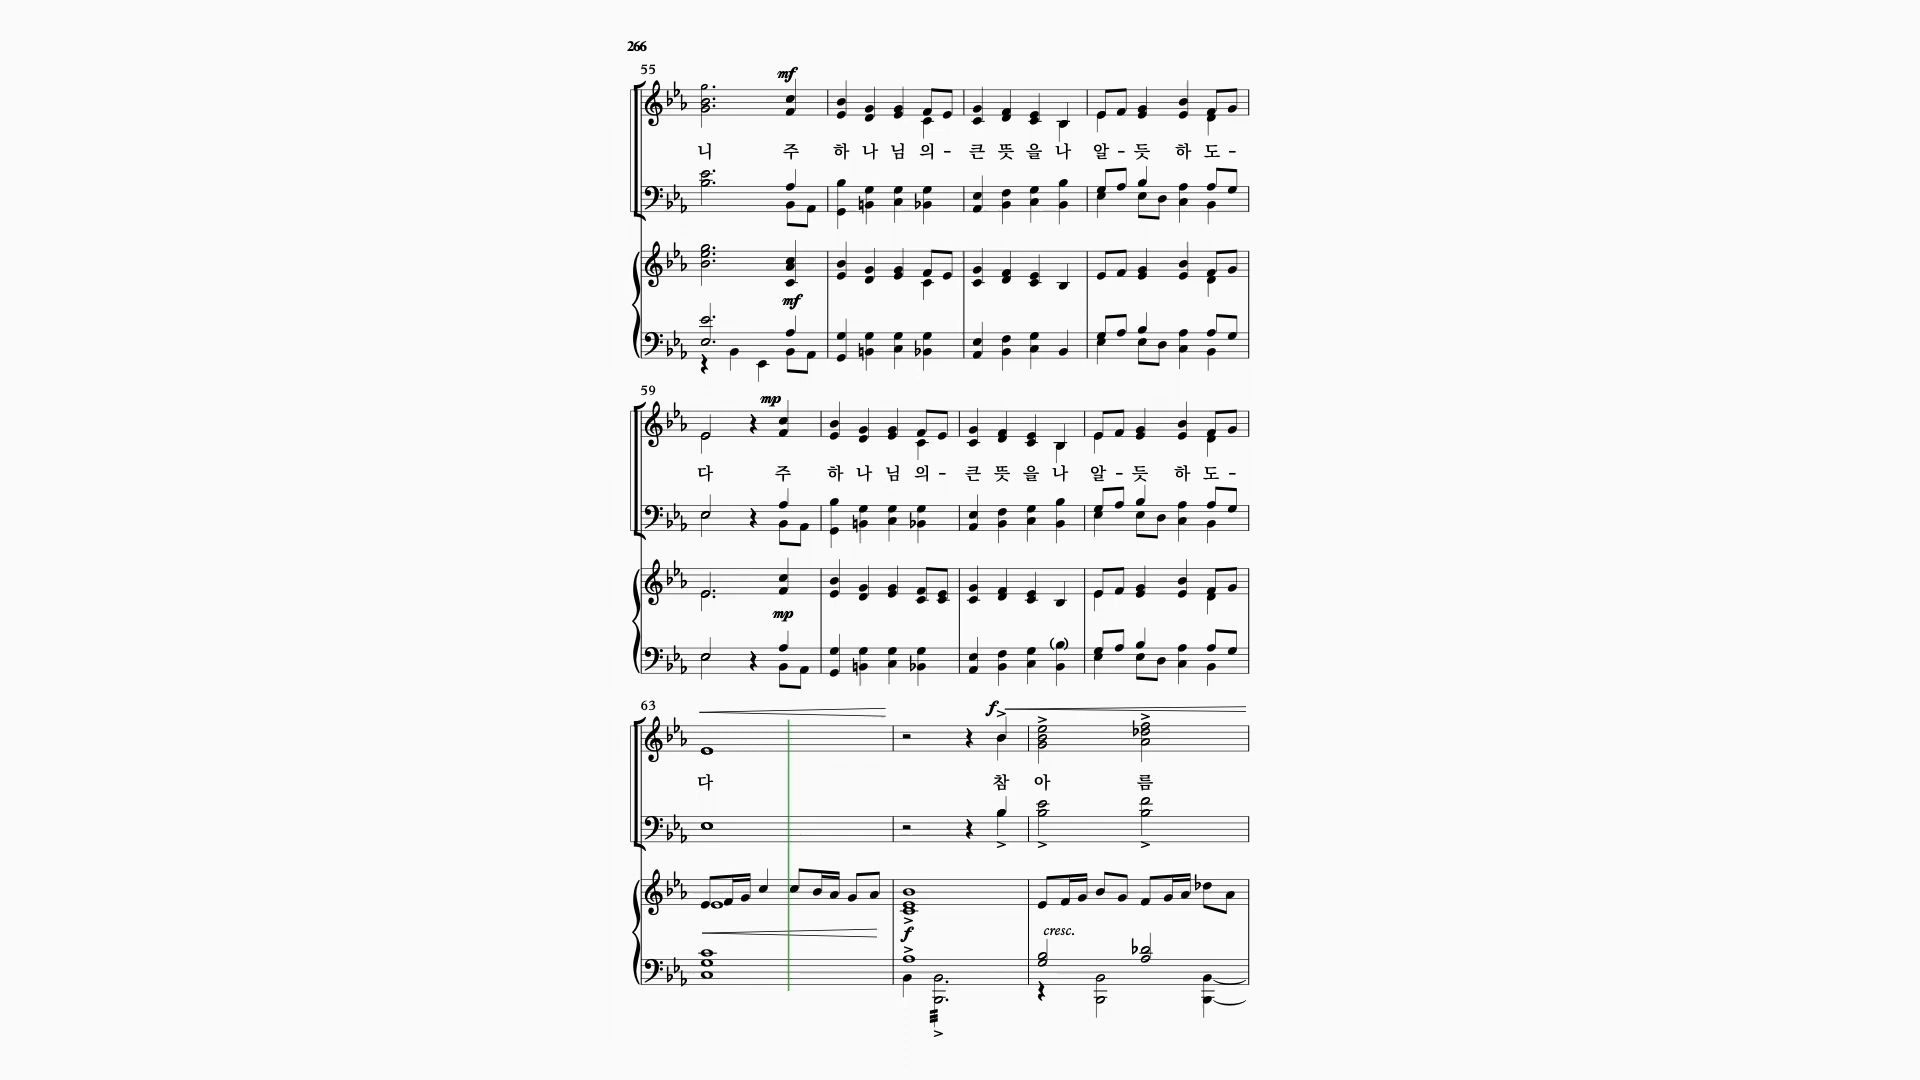 266
55
mf
니 주 하 나 님 의 - 큰 뜻 을 나 알 - 듯 하 도 -
mf
59
mp
다 주 하 나 님 의 - 큰 뜻 을 나 알 - 듯 하 도 -
mp
63
f
다 참 아 름
f cresc.